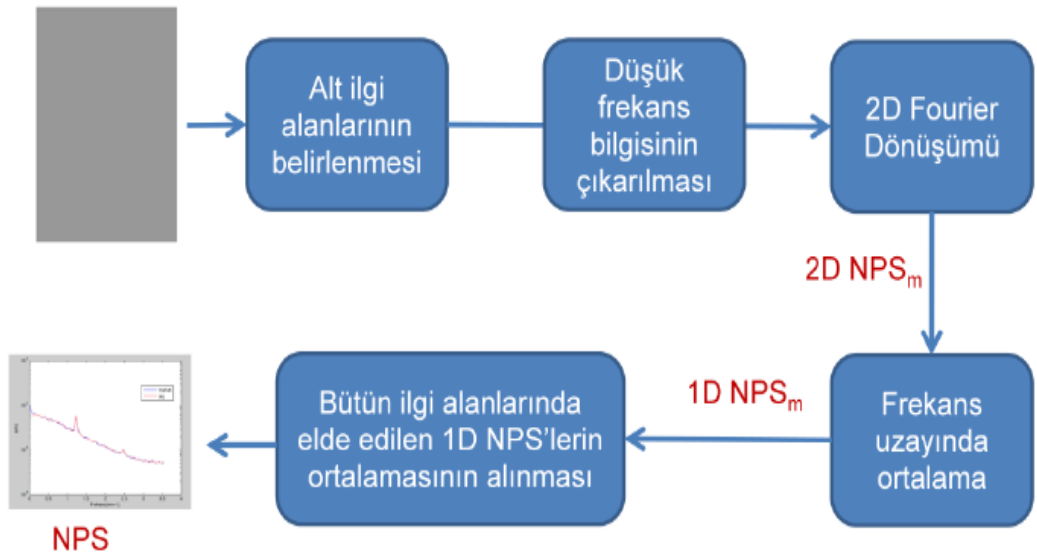 Alt ilgi
alanlarının
belirlenmesi
Düşük
frekans
bilgisinin
çıkarılması
2D Fourier
Dönüşümü
2D NPSm
Frekans
uzayında
ortalama
1D NPSm
Bütün ilgi alanlarında
elde edilen 1D NPS'lerin
ortalamasının alınması
NPS